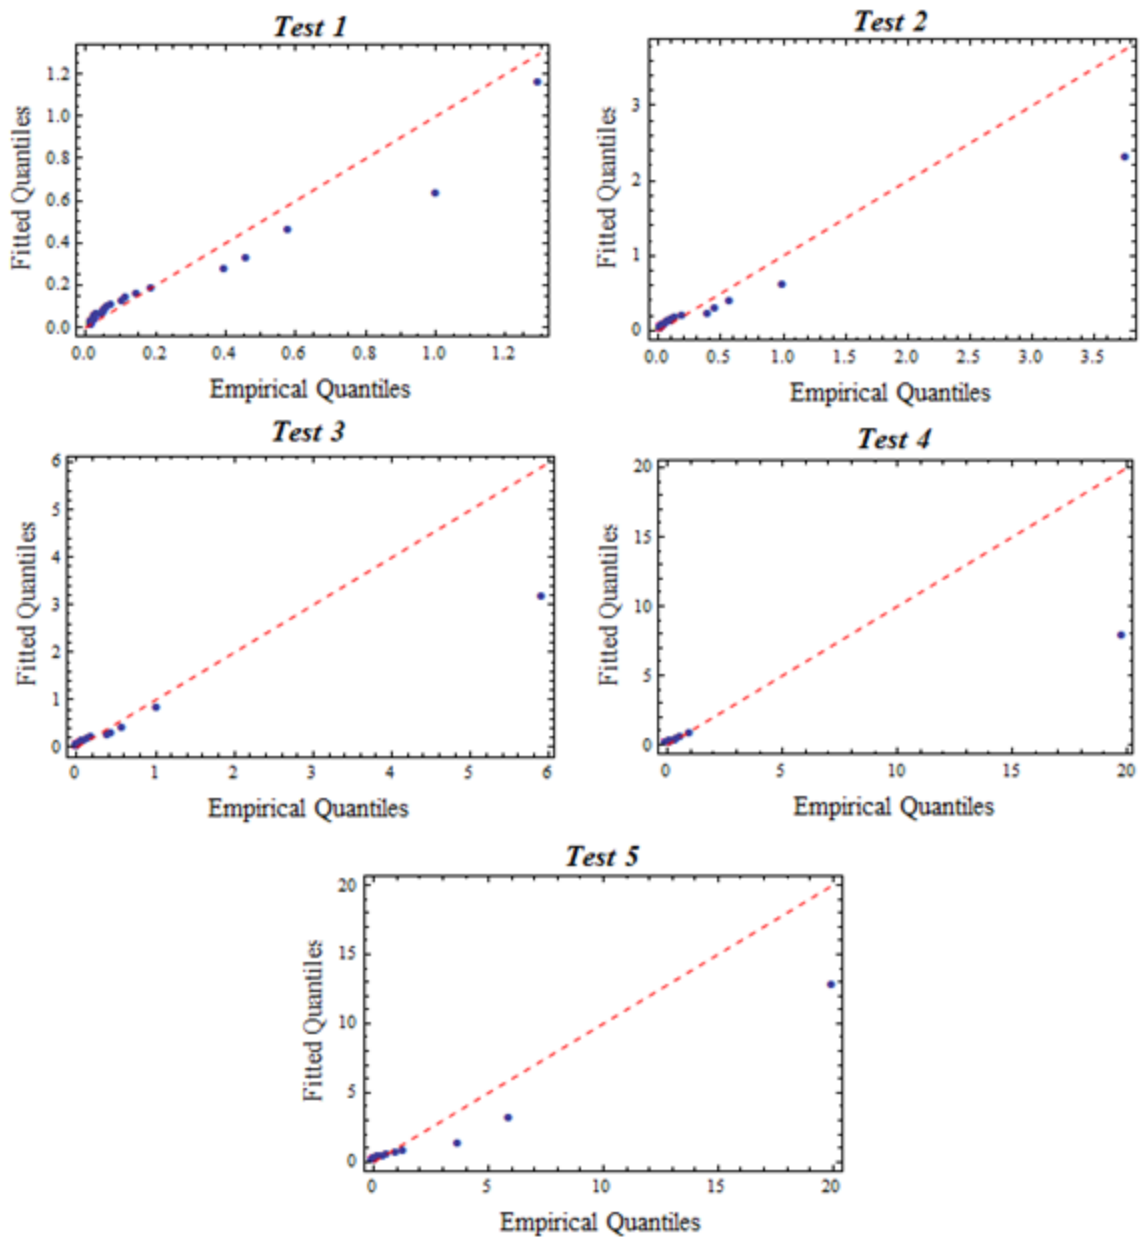 Test 1
Fitted Quantiles
1.2
1.0
0.8
0.6
0.4
0.2
0.0
0.0 0.2 0.4 0.6 0.8 1.0 1.2
Empirical Quantiles
Test 2
Fitted Quantiles
3
2
1
0
0.0 0.5 1.0 1.5 2.0 2.5 3.0 3.5
Empirical Quantiles
Test 3
Fitted Quantiles
6
5
4
3
2
1
0
0 1 2 3 4 5 6
Empirical Quantiles
Test 4
Fitted Quantiles
20
15
10
5
0
0 5 10 15 20
Empirical Quantiles
Test 5
Fitted Quantiles
20
15
10
5
0
0 5 10 15 20
Empirical Quantiles